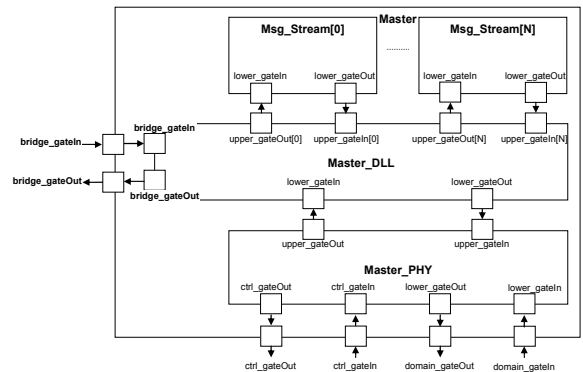 Master
Msg_Stream[0]
Msg_Stream[N]
..........
lower_gateIn
lower_gateOut
lower_gateIn
lower_gateOut
bridge_gateIn
bridge_gateIn
upper_gateOut[0]
upper_gateIn[0]
upper_gateOut[N]
upper_gateIn[N]
Master_DLL
bridge_gateOut
bridge_gateOut
lower_gateIn
lower_gateOut
upper_gateOut
upper_gateIn
Master_PHY
ctrl_gateOut
ctrl_gateIn
lower_gateOut
lower_gateIn
ctrl_gateOut
ctrl_gateIn
domain_gateOut
domain_gateIn